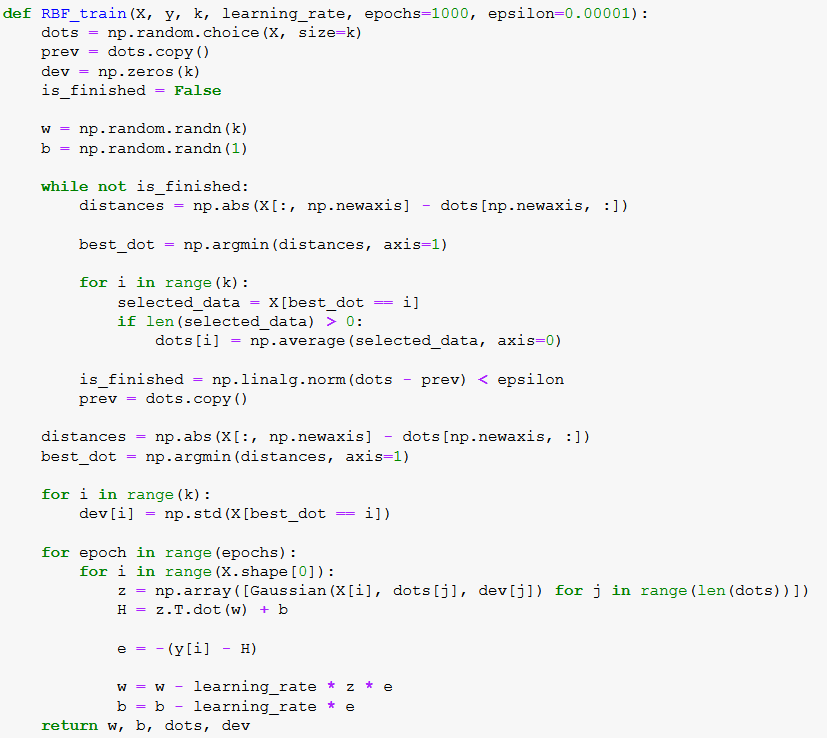 def RBF_train(X, y, k, learning_rate, epochs=1000, epsilon=0.00001):
    dots = np.random.choice(X, size=k)
    prev = dots.copy()
    dev = np.zeros(k)
    is_finished = False

    w = np.random.randn(k)
    b = np.random.randn(1)

    while not is_finished:
        distances = np.abs(X[:, np.newaxis] - dots[np.newaxis, :])

        best_dot = np.argmin(distances, axis=1)

        for i in range(k):
            selected_data = X[best_dot == i]
            if len(selected_data) > 0:
                dots[i] = np.average(selected_data, axis=0)

        is_finished = np.linalg.norm(dots - prev) < epsilon
        prev = dots.copy()

    distances = np.abs(X[:, np.newaxis] - dots[np.newaxis, :])
    best_dot = np.argmin(distances, axis=1)

    for i in range(k):
        dev[i] = np.std(X[best_dot == i])

    for epoch in range(epochs):
        for i in range(X.shape[0]):
            z = np.array([Gaussian(X[i], dots[j], dev[j]) for j in range(len(dots))])
            H = z.T.dot(w) + b

            e = -(y[i] - H)

            w = w - learning_rate * z * e
            b = b - learning_rate * e
    return w, b, dots, dev